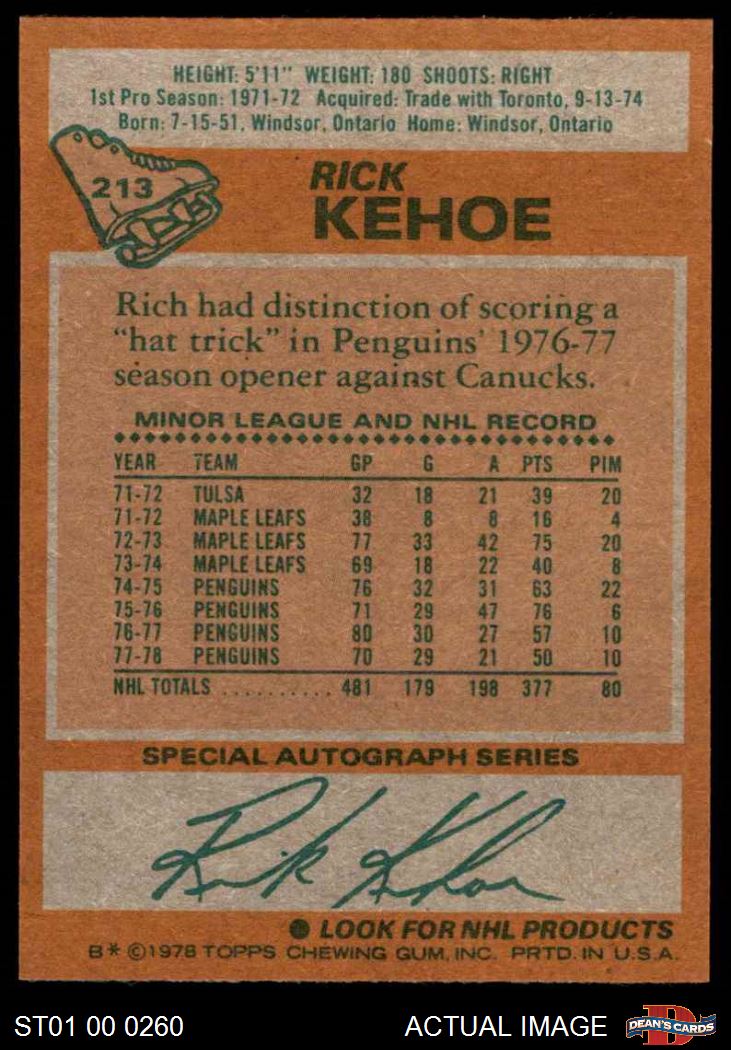 HEIGHT: 5'11" WEIGHT: 180 SHOOTS: RIGHT
1st Pro Season: 1971-72 Acquired: Trade with Toronto, 9-13-74
Born: 7-15-51, Windsor, Ontario Home: Windsor, Ontario
213
RICK
KEHOE
Rich had distinction of scoring a
"hat trick" in Penguins' 1976-77
season opener against Canucks.
MINOR LEAGUE AND NHL RECORD
YEAR TEAM GP G A PTS PIM
71-72 TULSA 32 18 21 39 20
71-72 MAPLE LEAFS 38 8 8 16 4
72-73 MAPLE LEAFS 77 33 42 75 20
73-74 MAPLE LEAFS 69 18 22 40 8
74-75 PENGUINS 76 32 31 63 22
75-76 PENGUINS 71 29 47 76 6
76-77 PENGUINS 80 30 27 57 10
77-78 PENGUINS 70 29 21 50 10
NHL TOTALS .......... 481 179 198 377 80
SPECIAL AUTOGRAPH SERIES
Rick Kehoe
● LOOK FOR NHL PRODUCTS
B* ©1978 TOPPS CHEWING GUM, INC. PRTD. IN U.S.A.
ST01 00 0260 ACTUAL IMAGE DEAN'S CARDS